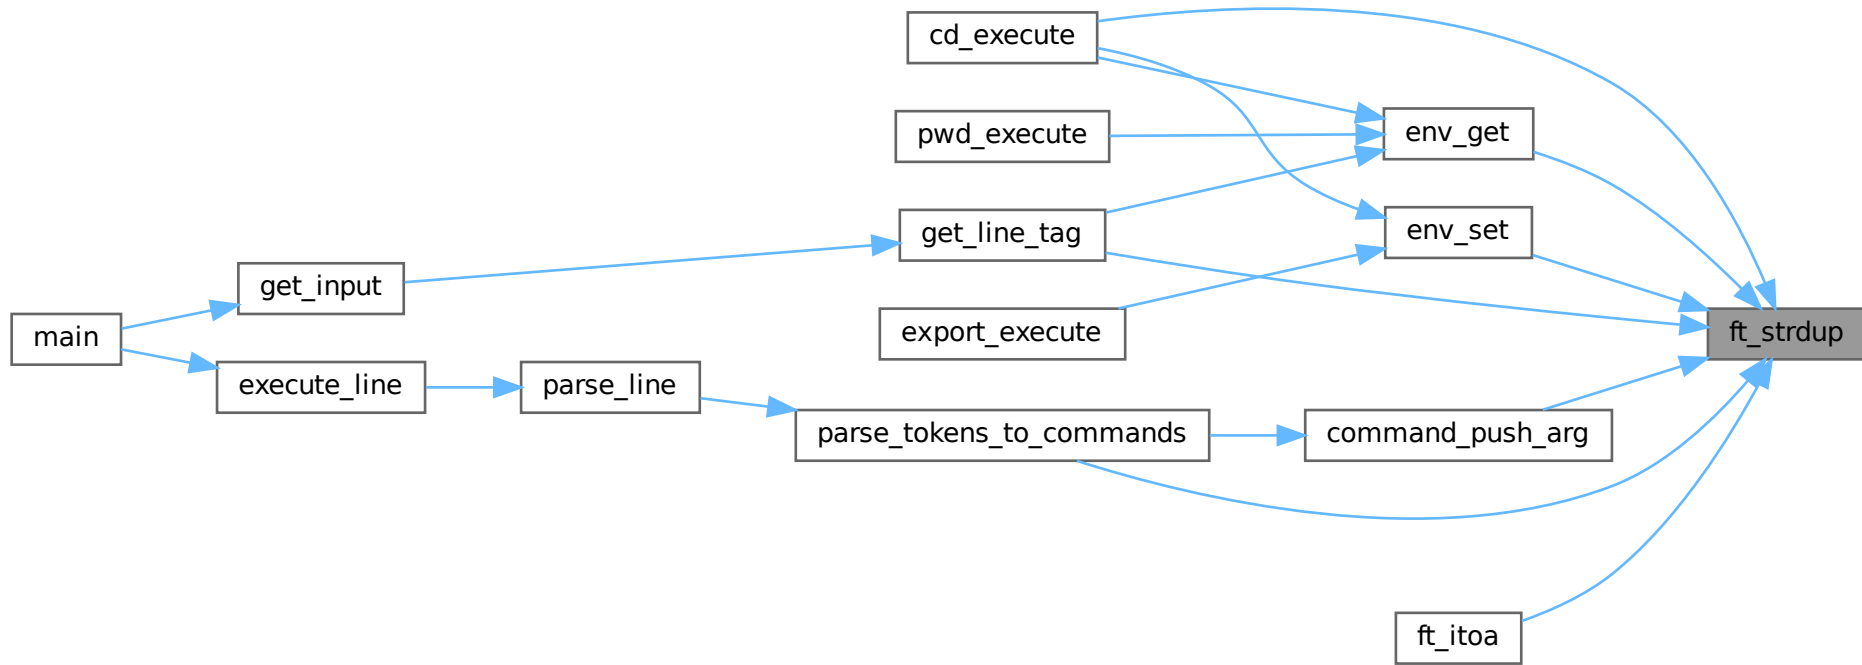 cd_execute
pwd_execute
env_get
get_line_tag
env_set
get_input
main
export_execute
ft_strdup
execute_line
parse_line
parse_tokens_to_commands
command_push_arg
ft_itoa